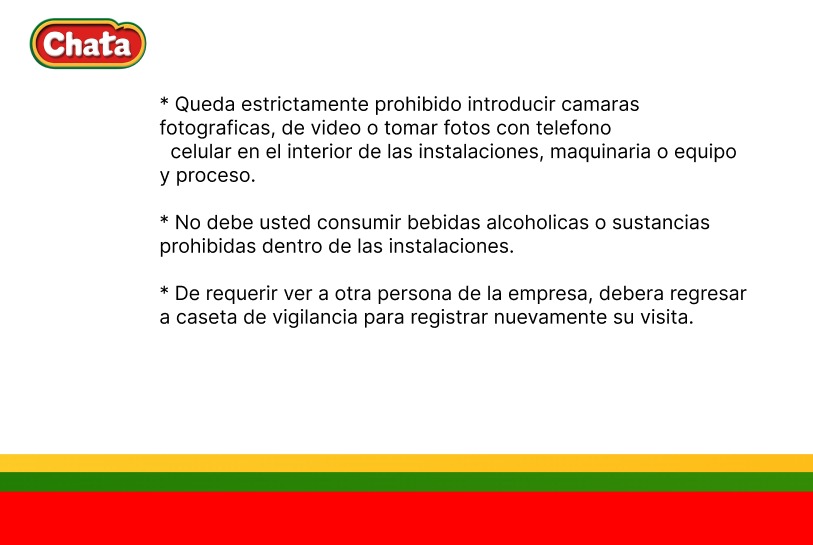 Chata
* Queda estrictamente prohibido introducir camaras
fotograficas, de video o tomar fotos con telefono
celular en el interior de las instalaciones, maquinaria o equipo
y proceso.
* No debe usted consumir bebidas alcoholicas o sustancias
prohibidas dentro de las instalaciones.
* De requerir ver a otra persona de la empresa, debera regresar
a caseta de vigilancia para registrar nuevamente su visita.